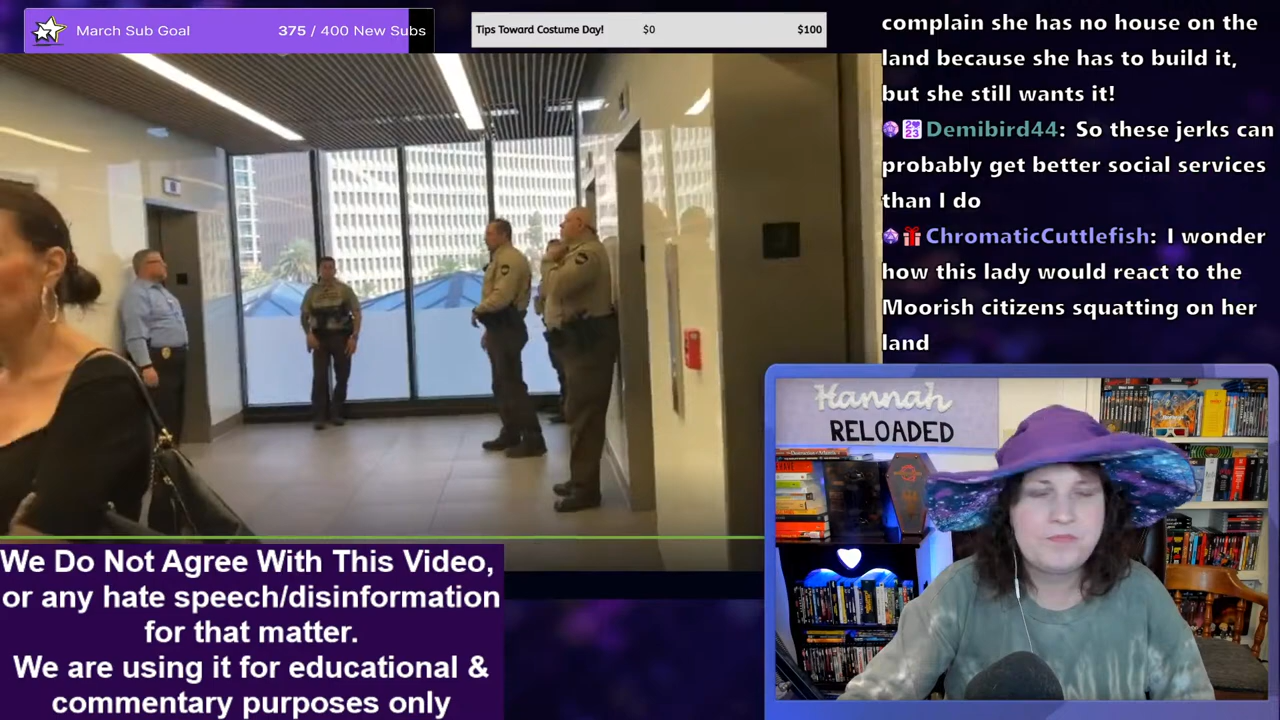 March Sub Goal
375 / 400 New Subs
Tips Toward Costume Day!
$0
$100
complain she has no house on the
land because she has to build it,
but she still wants it!
Demibird44: So these jerks can
probably get better social services
than I do
ChromaticCuttlefish: I wonder
how this lady would react to the
Moorish citizens squatting on her
land
Hannah
RELOADED
We Do Not Agree With This Video,
or any hate speech/disinformation
for that matter.
We are using it for educational &
commentary purposes only